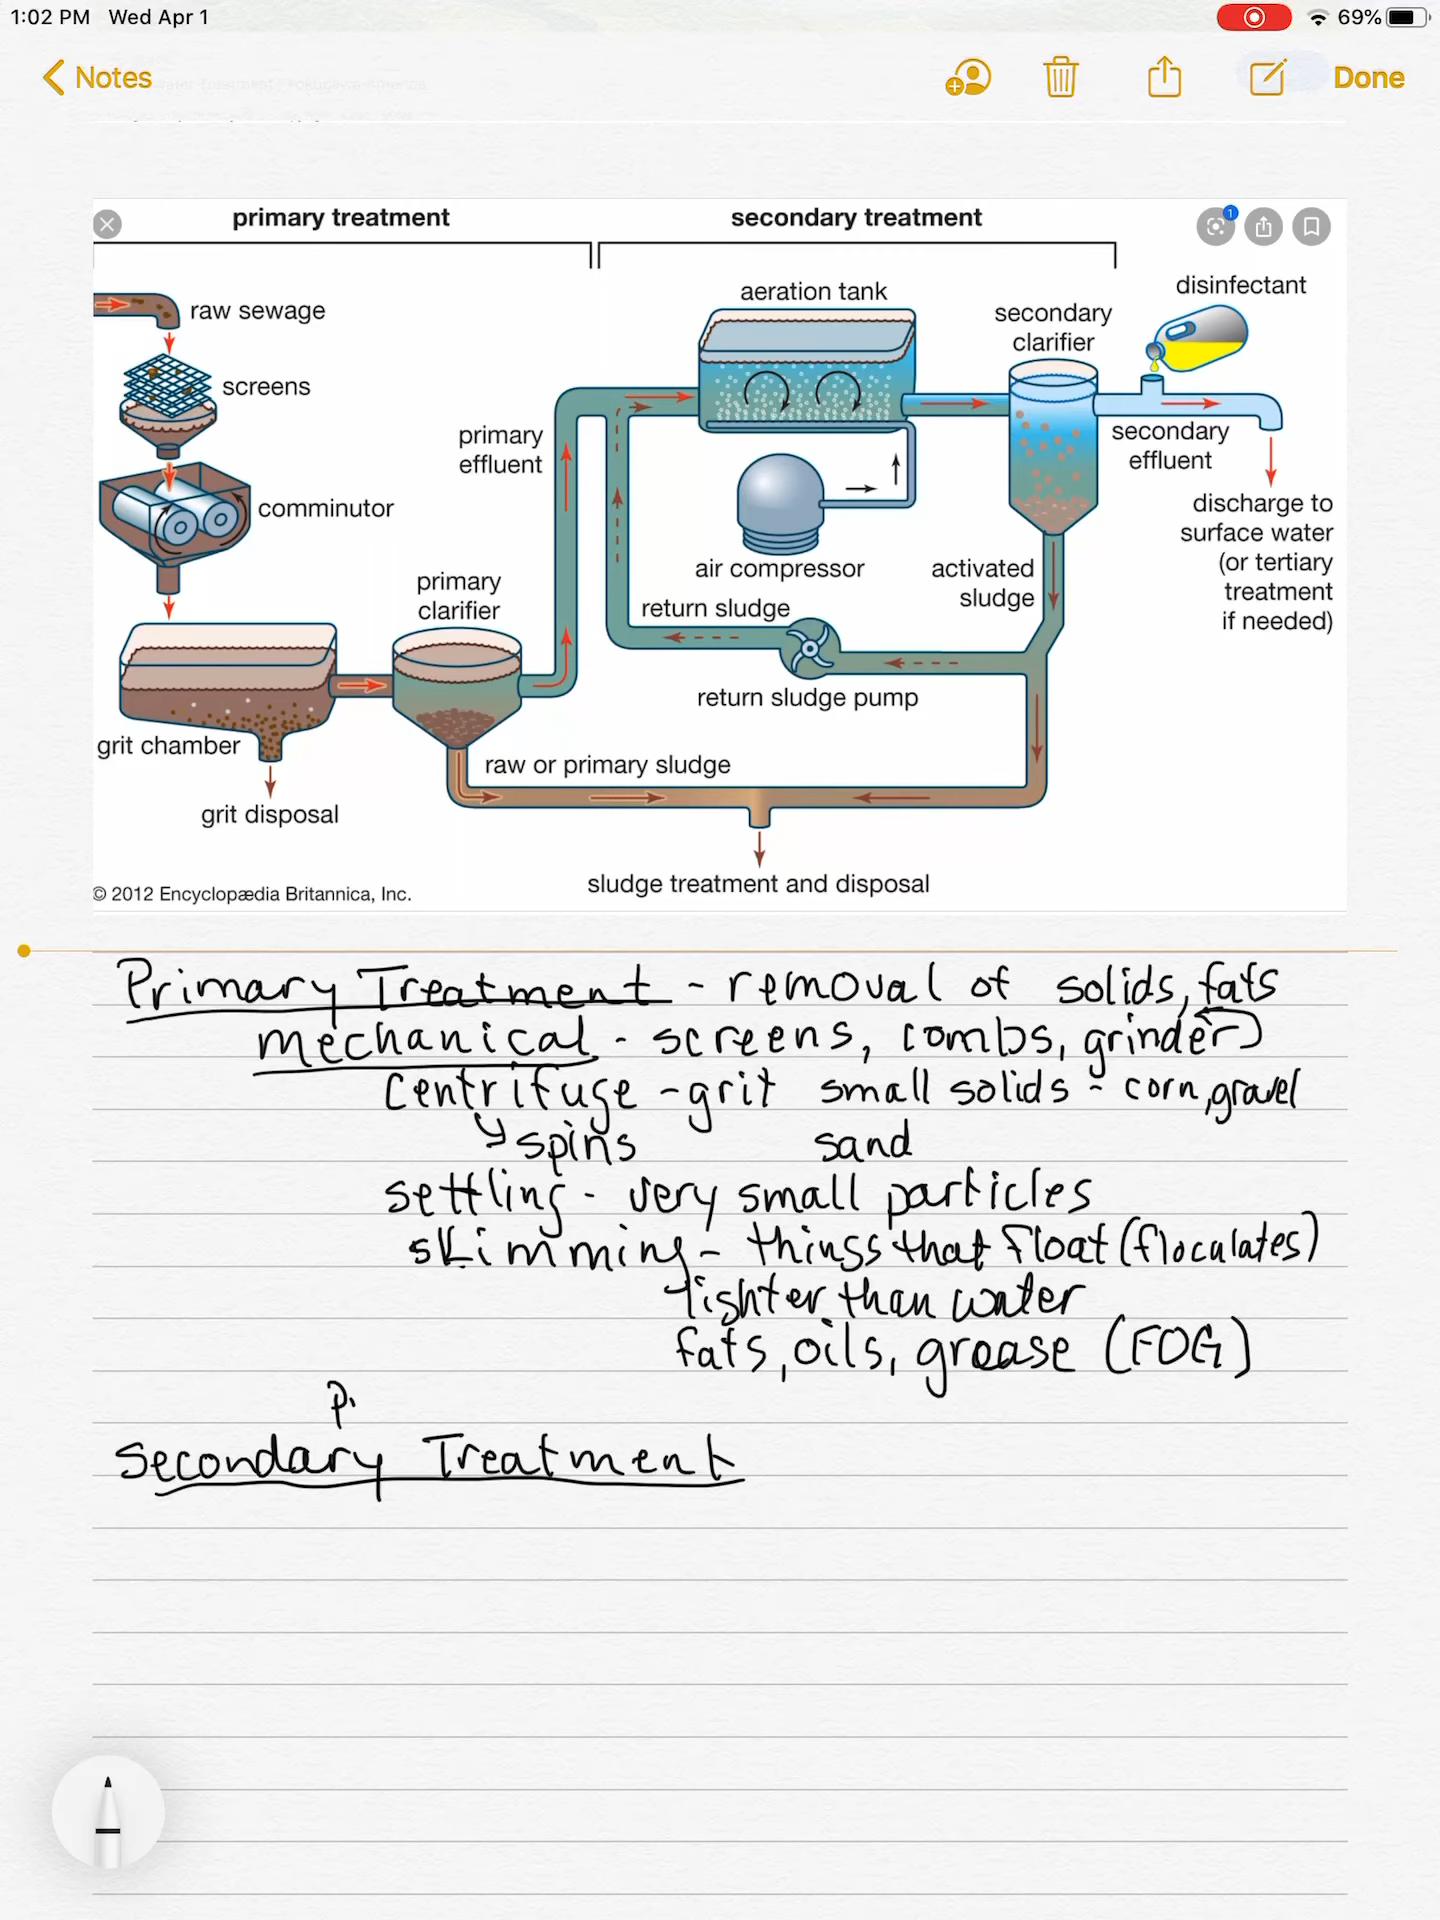 1:02 PM Wed Apr 1
69%
Notes
Done
primary treatment
secondary treatment
1
raw sewage
screens
comminutor
grit chamber
grit disposal
primary
clarifier
primary
effluent
raw or primary sludge
aeration tank
air compressor
return sludge
return sludge pump
secondary
clarifier
activated
sludge
disinfectant
secondary
effluent
discharge to
surface water
(or tertiary
treatment
if needed)
sludge treatment and disposal
© 2012 Encyclopædia Britannica, Inc.
Primary Treatment - removal of solids, fats
mechanical - screens, combs, grinder
centrifuge - grit small solids - corn, gravel
spins sand
settling - very small particles
skimming - things that float (floculates)
lighter than water
fats, oils, grease (FOG)
p.
Secondary Treatment